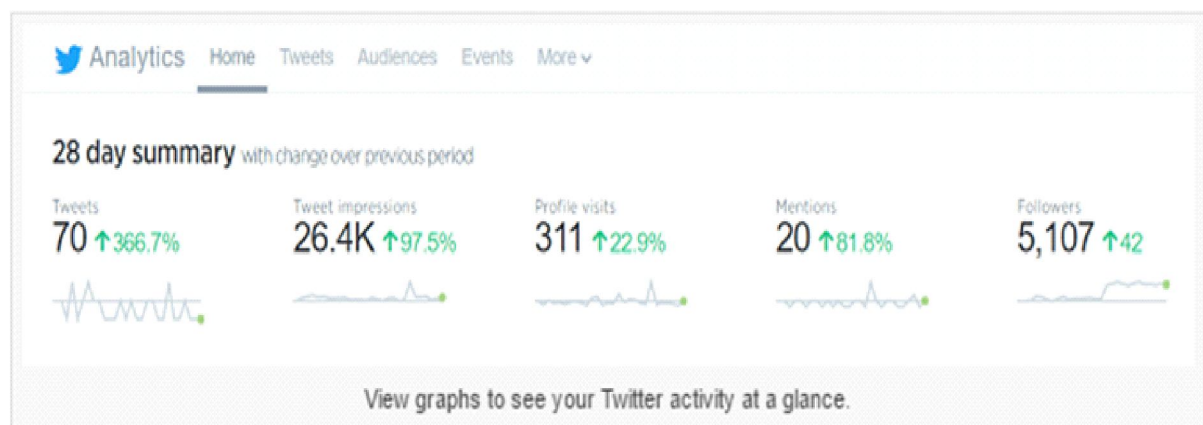 Analytics Home Tweets Audiences Events More
28 day summary with change over previous period
Tweets Tweet impressions Profile visits Mentions Followers
70 ↑366.7% 26.4K ↑97.5% 311 ↑22.9% 20 ↑81.8% 5,107 ↑42
View graphs to see your Twitter activity at a glance.